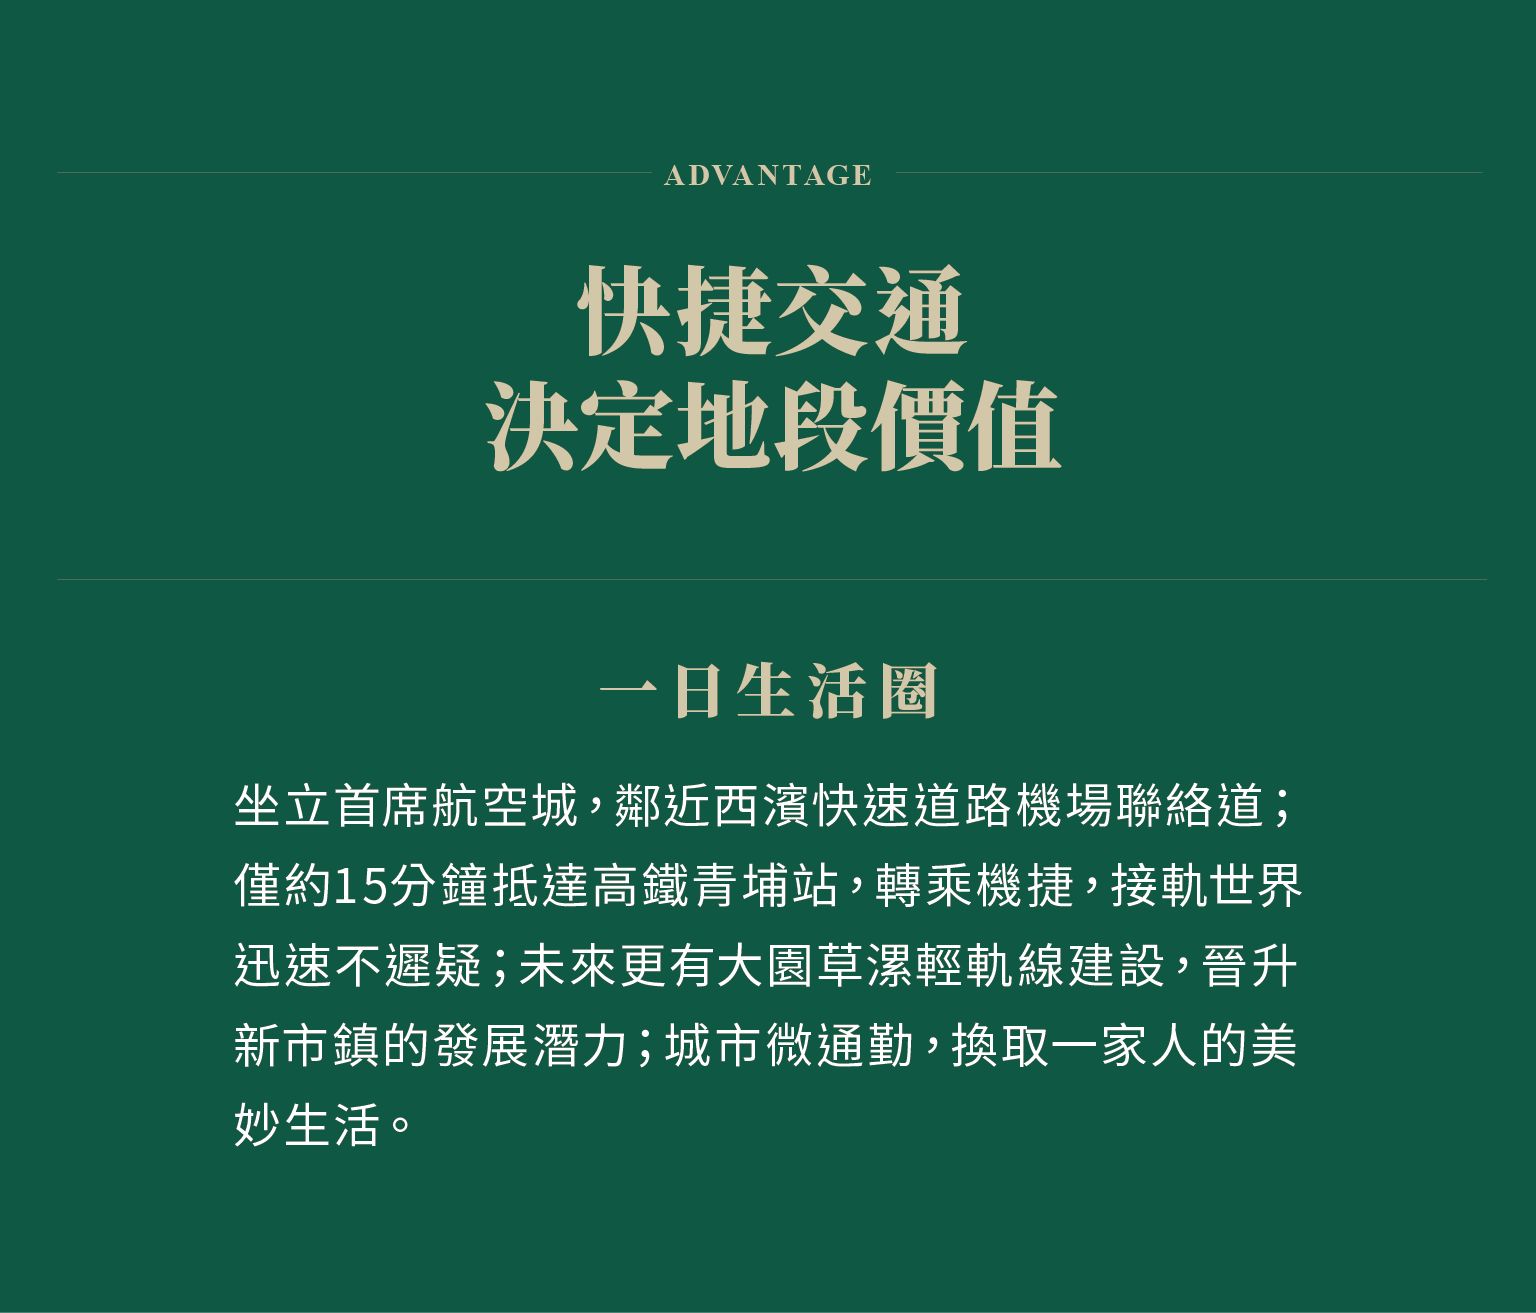 ADVANTAGE
快捷交通
決定地段價值
一日生活圈
坐立首席航空城，鄰近西濱快速道路機場聯絡道；
僅約15分鐘抵達高鐵青埔站，轉乘機捷，接軌世界
迅速不遲疑；未來更有大園草漯輕軌線建設，晉升
新市鎮的發展潛力；城市微通勤，換取一家人的美
妙生活。